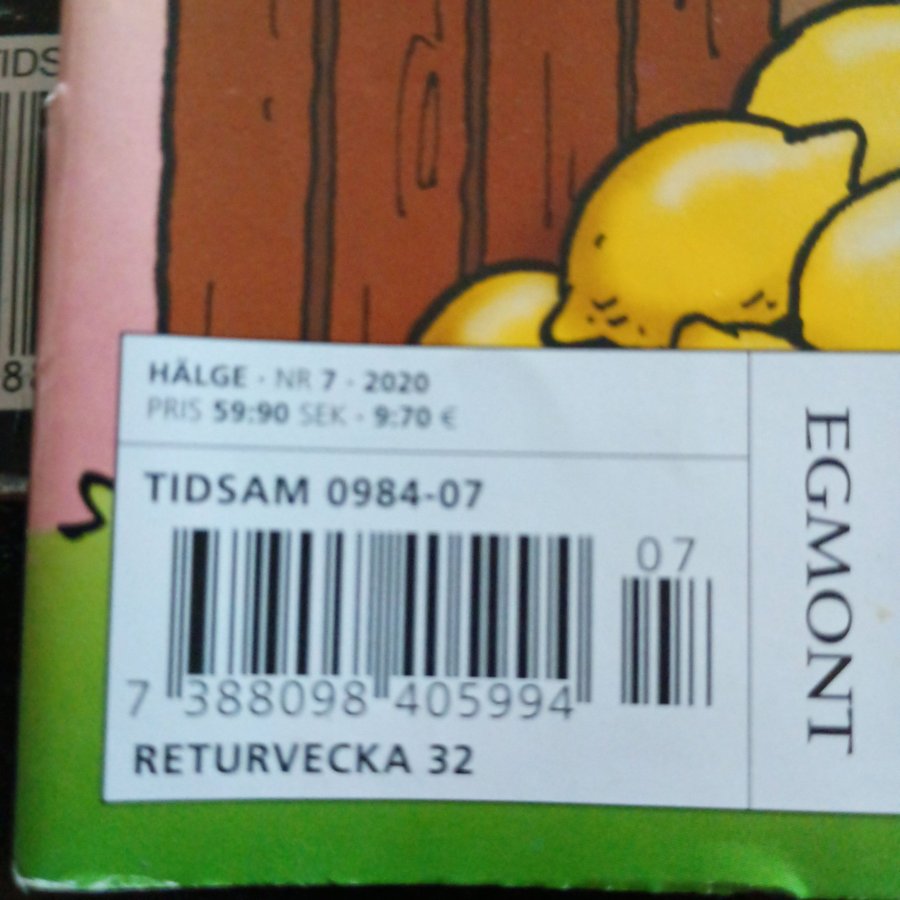 TIDS
HÄLGE · NR 7 · 2020
PRIS 59:90 SEK · 9:70 €
TIDSAM 0984-07
07
7 388098 405994
RETURVECKA 32
EGMONT